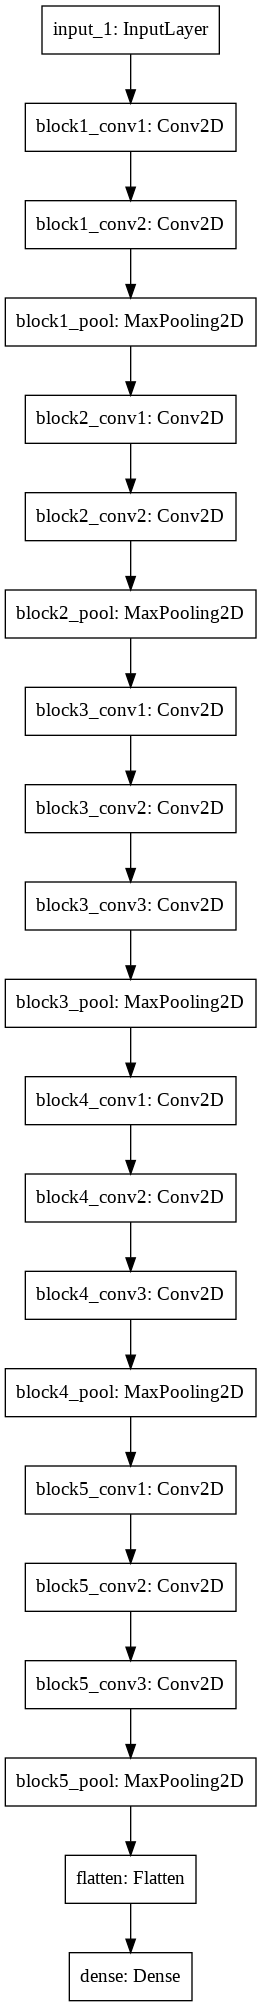 input_1: InputLayer
block1_conv1: Conv2D
block1_conv2: Conv2D
block1_pool: MaxPooling2D
block2_conv1: Conv2D
block2_conv2: Conv2D
block2_pool: MaxPooling2D
block3_conv1: Conv2D
block3_conv2: Conv2D
block3_conv3: Conv2D
block3_pool: MaxPooling2D
block4_conv1: Conv2D
block4_conv2: Conv2D
block4_conv3: Conv2D
block4_pool: MaxPooling2D
block5_conv1: Conv2D
block5_conv2: Conv2D
block5_conv3: Conv2D
block5_pool: MaxPooling2D
flatten: Flatten
dense: Dense